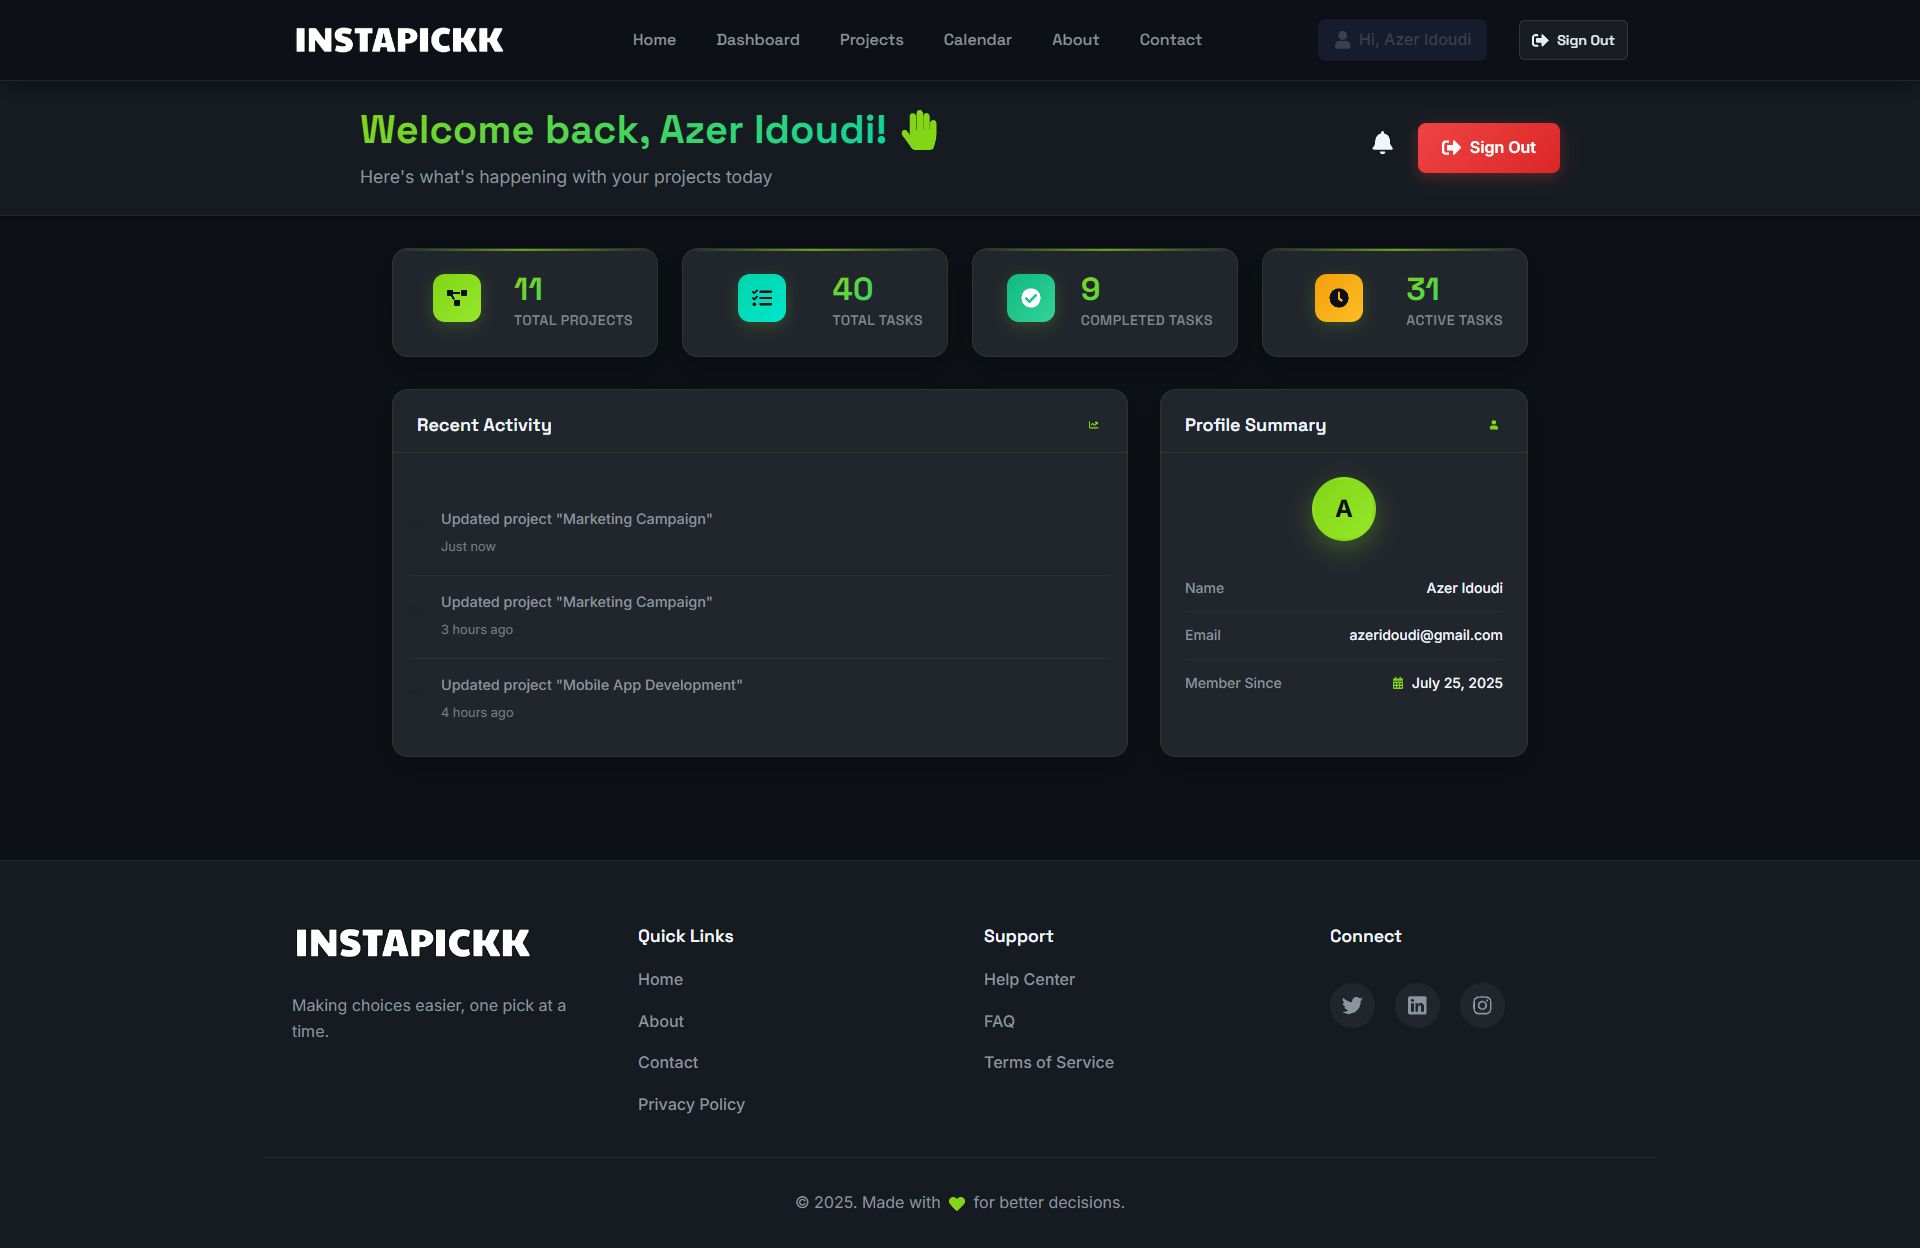 INSTAPICKK
Home Dashboard Projects Calendar About Contact
Hi, Azer Idoudi
Sign Out
Welcome back, Azer Idoudi!
Here's what's happening with your projects today
Sign Out
11
TOTAL PROJECTS
40
TOTAL TASKS
9
COMPLETED TASKS
31
ACTIVE TASKS
Recent Activity
Updated project "Marketing Campaign"
Just now
Updated project "Marketing Campaign"
3 hours ago
Updated project "Mobile App Development"
4 hours ago
Profile Summary
A
Name Azer Idoudi
Email azeridoudi@gmail.com
Member Since July 25, 2025
INSTAPICKK
Making choices easier, one pick at a
time.
Quick Links
Home
About
Contact
Privacy Policy
Support
Help Center
FAQ
Terms of Service
Connect
© 2025. Made with for better decisions.